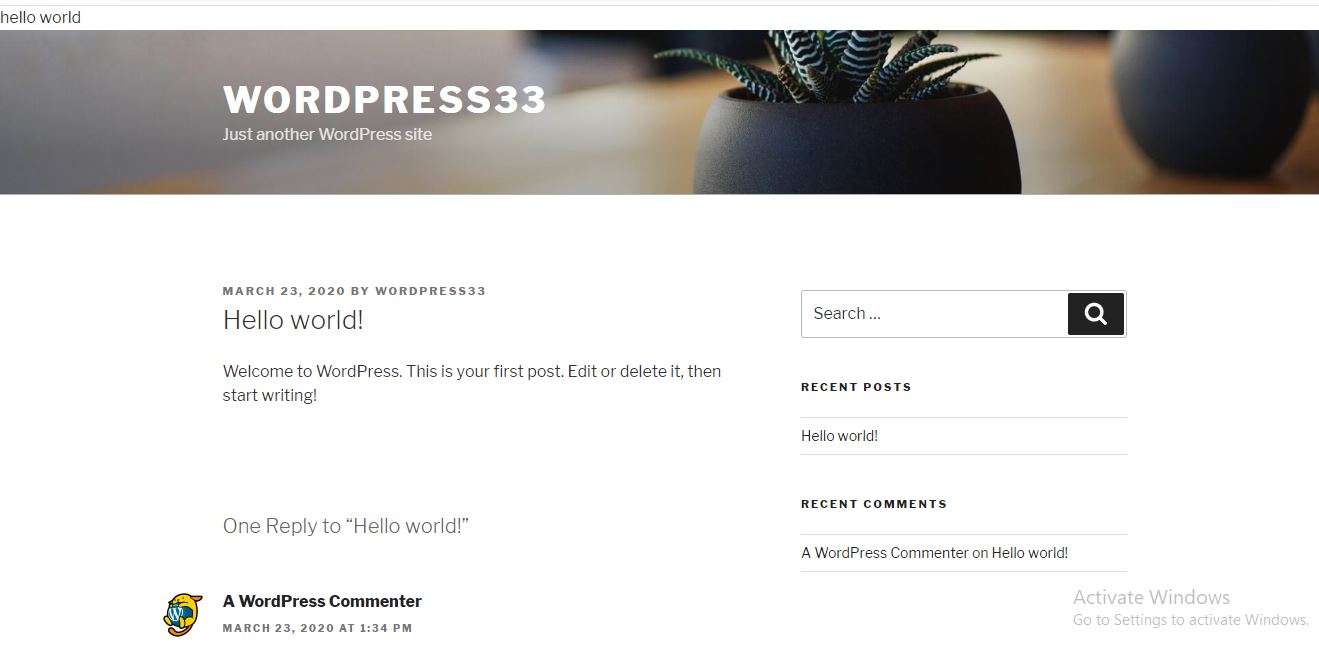 hello world
WORDPRESS33
Just another WordPress site
MARCH 23, 2020 BY WORDPRESS33
Hello world!
Welcome to WordPress. This is your first post. Edit or delete it, then
start writing!
One Reply to “Hello world!”
A WordPress Commenter
MARCH 23, 2020 AT 1:34 PM
Search …
RECENT POSTS
Hello world!
RECENT COMMENTS
A WordPress Commenter on Hello world!
Activate Windows
Go to Settings to activate Windows.